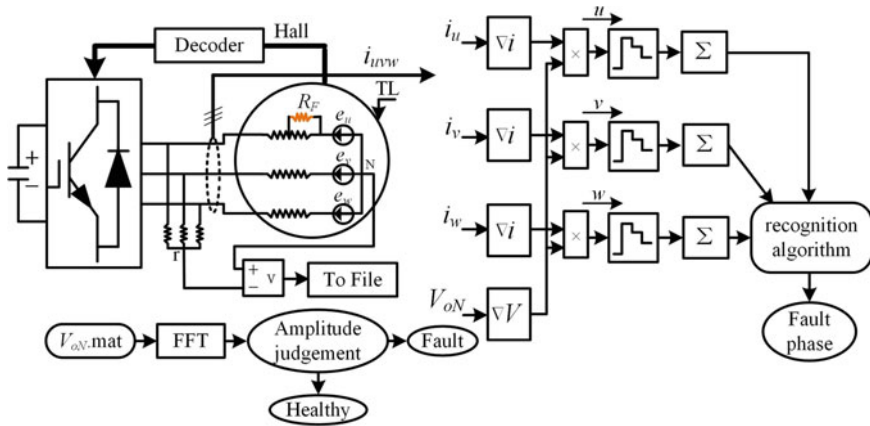 Decoder
Hall
i_uvw
TL
R_F
e_u
e_v
N
e_w
+
−
r
+
−
v
To File
V_oN.mat
FFT
Amplitude
judgement
Fault
Healthy
i_u
∇i
×
u
Σ
i_v
∇i
×
v
Σ
i_w
∇i
×
w
Σ
V_oN
∇V
recognition
algorithm
Fault
phase